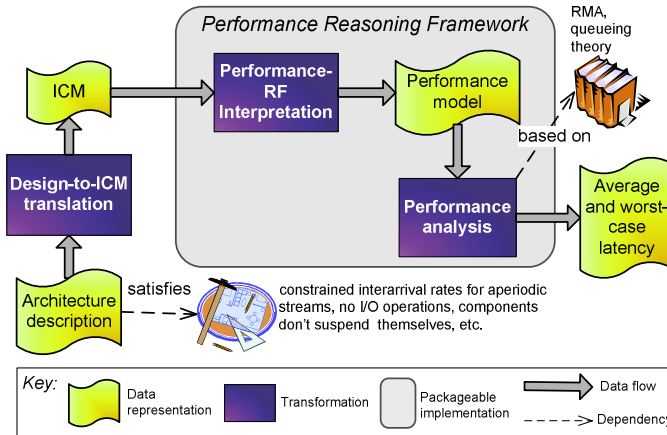 Performance Reasoning Framework
RMA,
queueing
theory
ICM
Performance-
RF
Interpretation
Performance
model
based on
Design-to-ICM
translation
Performance
analysis
Average
and worst-
case
latency
Architecture
description
satisfies
constrained interarrival rates for aperiodic
streams, no I/O operations, components
don't suspend themselves, etc.
Key:
Data
representation
Transformation
Packageable
implementation
Data flow
Dependency